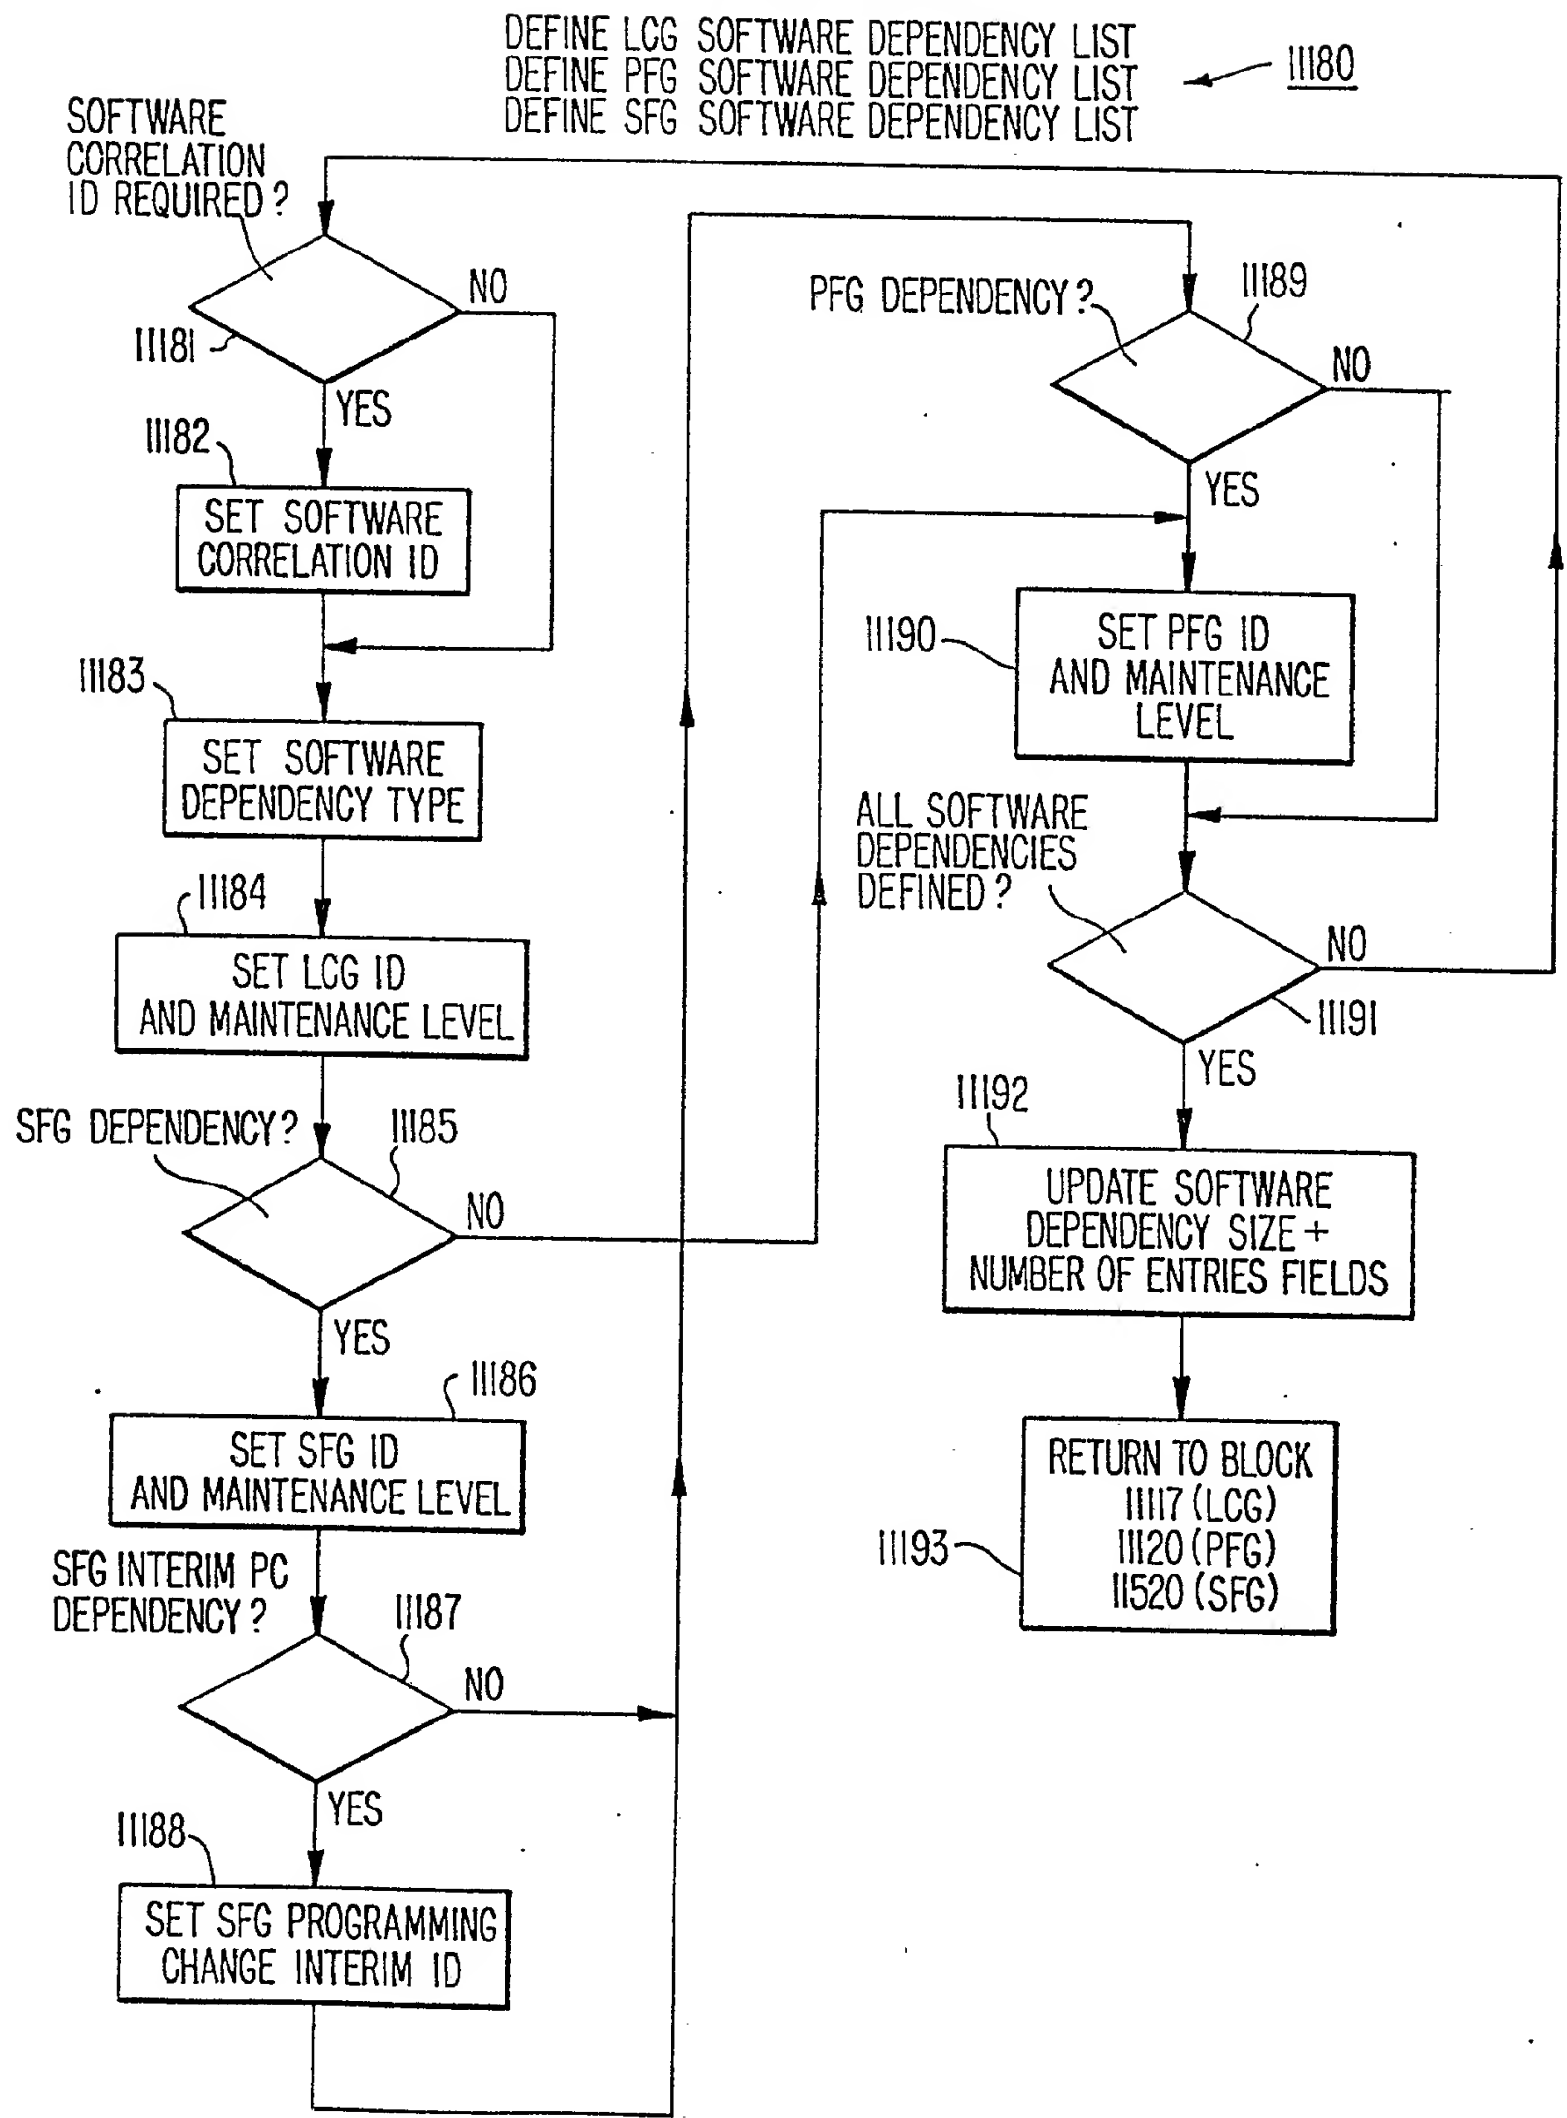 DEFINE LCG SOFTWARE DEPENDENCY LIST
DEFINE PFG SOFTWARE DEPENDENCY LIST
DEFINE SFG SOFTWARE DEPENDENCY LIST
11180
SOFTWARE
CORRELATION
ID REQUIRED?
NO
11181
YES
11182
SET SOFTWARE
CORRELATION ID
11183
SET SOFTWARE
DEPENDENCY TYPE
11184
SET LCG ID
AND MAINTENANCE LEVEL
SFG DEPENDENCY?
11185
NO
YES
11186
SET SFG ID
AND MAINTENANCE LEVEL
SFG INTERIM PC
DEPENDENCY?
11187
NO
YES
11188
SET SFG PROGRAMMING
CHANGE INTERIM ID
PFG DEPENDENCY?
11189
NO
YES
11190
SET PFG ID
AND MAINTENANCE
LEVEL
ALL SOFTWARE
DEPENDENCIES
DEFINED?
NO
11191
YES
11192
UPDATE SOFTWARE
DEPENDENCY SIZE +
NUMBER OF ENTRIES FIELDS
11193
RETURN TO BLOCK
11117 (LCG)
11120 (PFG)
11520 (SFG)